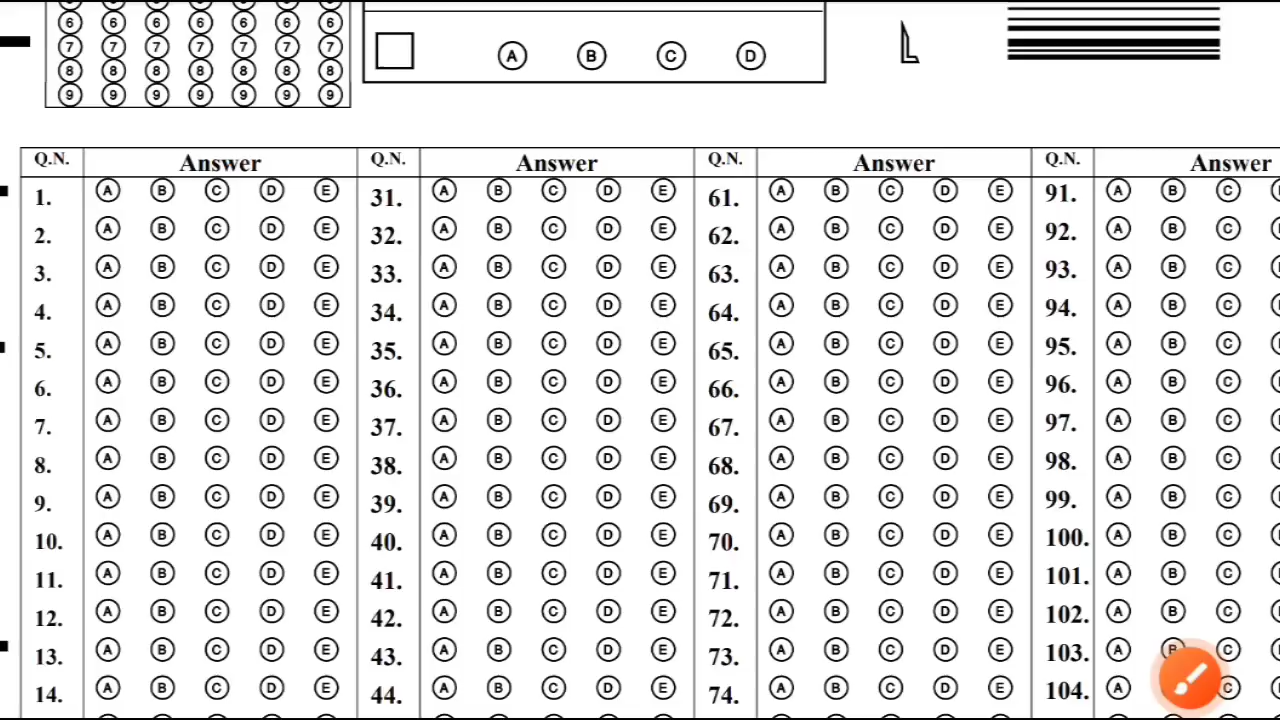 6 6 6 6 6 6 6
7 7 7 7 7 7 7
8 8 8 8 8 8 8
9 9 9 9 9 9 9
A B C D
Q.N. Answer Q.N. Answer Q.N. Answer Q.N. Answer
1. A B C D E 31. A B C D E 61. A B C D E 91. A B C
2. A B C D E 32. A B C D E 62. A B C D E 92. A B C
3. A B C D E 33. A B C D E 63. A B C D E 93. A B C
4. A B C D E 34. A B C D E 64. A B C D E 94. A B C
5. A B C D E 35. A B C D E 65. A B C D E 95. A B C
6. A B C D E 36. A B C D E 66. A B C D E 96. A B C
7. A B C D E 37. A B C D E 67. A B C D E 97. A B C
8. A B C D E 38. A B C D E 68. A B C D E 98. A B C
9. A B C D E 39. A B C D E 69. A B C D E 99. A B C
10. A B C D E 40. A B C D E 70. A B C D E 100. A B C
11. A B C D E 41. A B C D E 71. A B C D E 101. A B C
12. A B C D E 42. A B C D E 72. A B C D E 102. A B C
13. A B C D E 43. A B C D E 73. A B C D E 103. A B C
14. A B C D E 44. A B C D E 74. A B C D E 104. A C